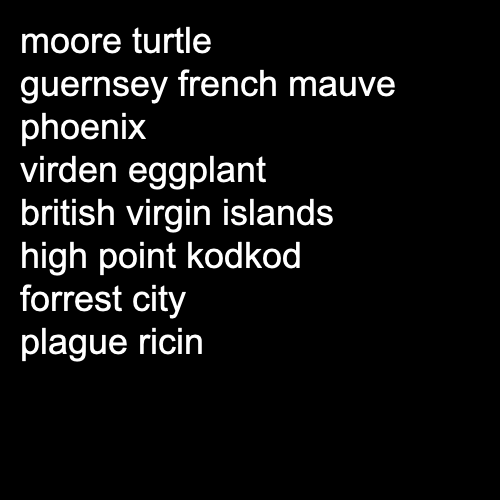 moore turtle
guernsey french mauve
phoenix
virden eggplant
british virgin islands
high point kodkod
forrest city
plague ricin